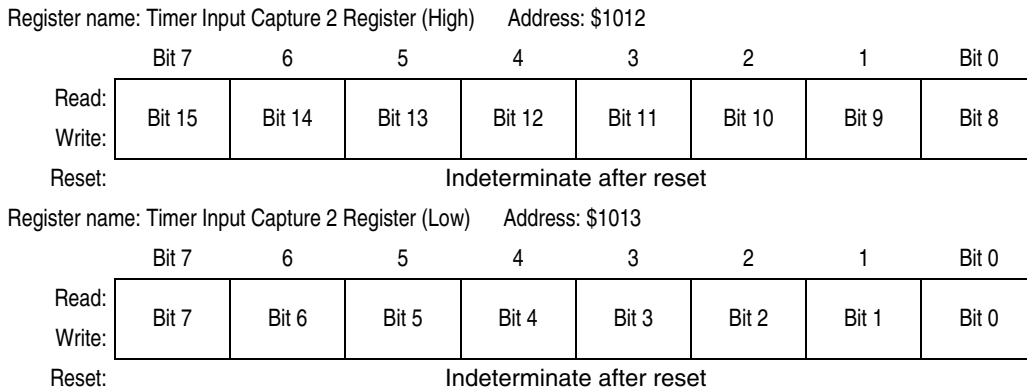 Register name: Timer Input Capture 2 Register (High) Address: $1012
Bit 7 6 5 4 3 2 1 Bit 0
Read:
Bit 15 Bit 14 Bit 13 Bit 12 Bit 11 Bit 10 Bit 9 Bit 8
Write:
Reset: Indeterminate after reset
Register name: Timer Input Capture 2 Register (Low) Address: $1013
Bit 7 6 5 4 3 2 1 Bit 0
Read:
Bit 7 Bit 6 Bit 5 Bit 4 Bit 3 Bit 2 Bit 1 Bit 0
Write:
Reset: Indeterminate after reset